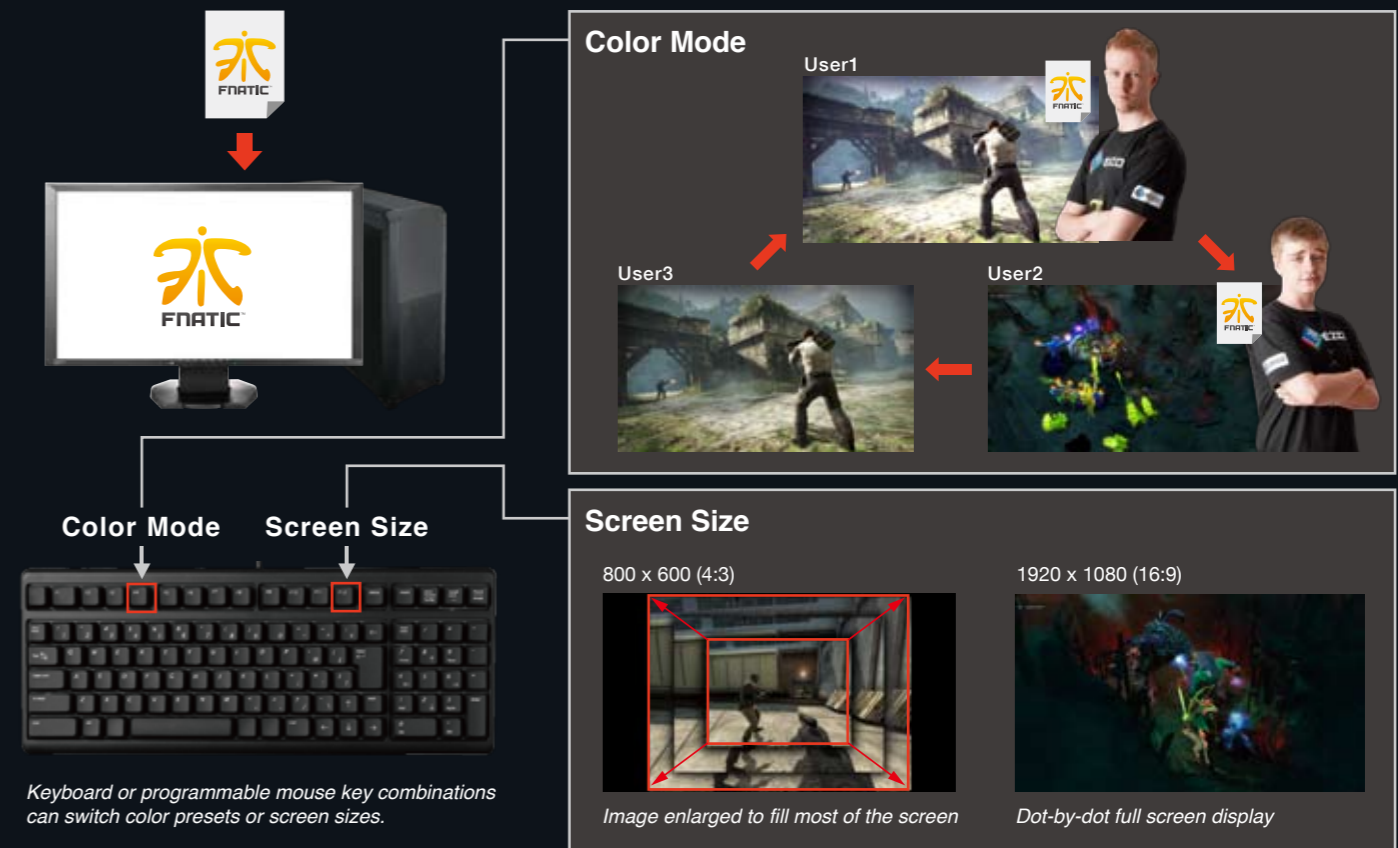 FNATIC
FNATIC
Color Mode
Screen Size
Keyboard or programmable mouse key combinations
can switch color presets or screen sizes.
Color Mode
User1
FNATIC
EIZO
User3
User2
FNATIC
EIZO
Screen Size
800 x 600 (4:3)
1920 x 1080 (16:9)
Image enlarged to fill most of the screen
Dot-by-dot full screen display